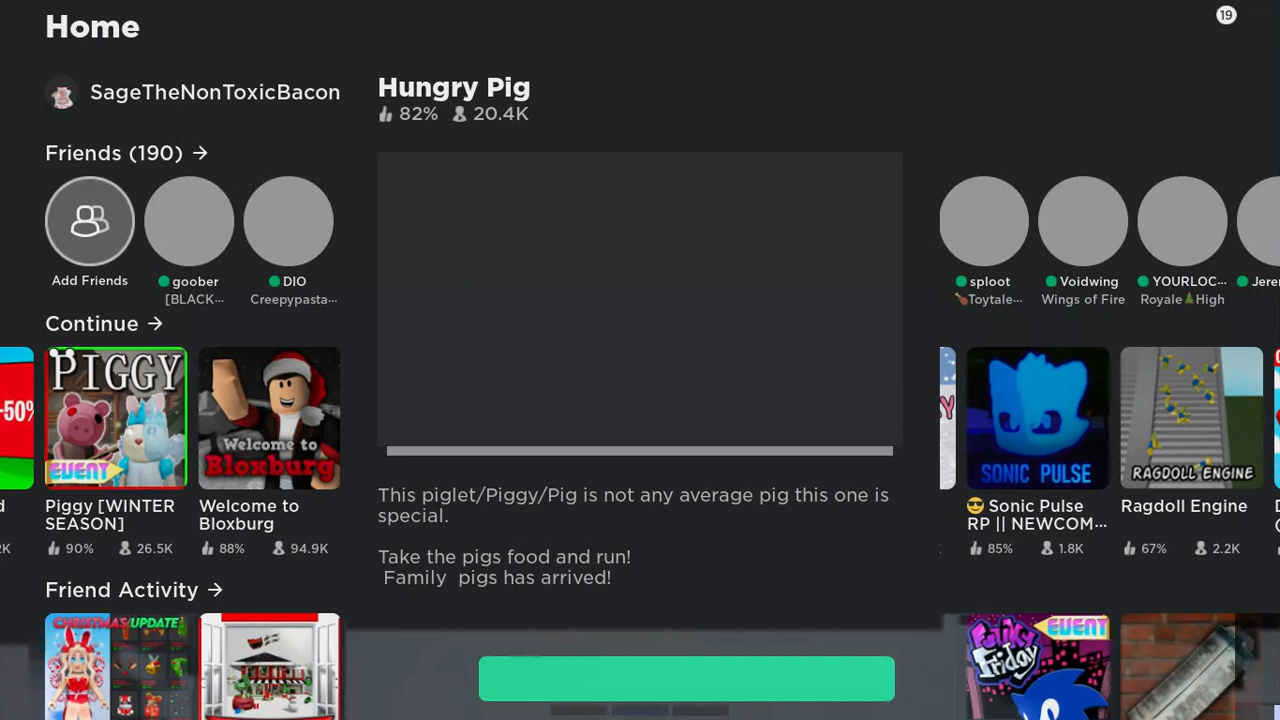 Home
19
SageTheNonToxicBacon
Hungry Pig
82% 20.4K
Friends (190)
Add Friends
goober
[BLACK...
DIO
Creepypasta...
sploot
Toytale...
Voidwing
Wings of Fire
YOURLOC...
Royale High
Jerer
Continue
-50%
PIGGY
EVENT
Welcome to
Bloxburg
SONIC PULSE
RAGDOLL ENGINE
Piggy [WINTER
SEASON]
90% 26.5K
Welcome to
Bloxburg
88% 94.9K
Sonic Pulse
RP || NEWCOM...
85% 1.8K
Ragdoll Engine
67% 2.2K
This piglet/Piggy/Pig is not any average pig this one is
special.
Take the pigs food and run!
Family pigs has arrived!
Friend Activity
CHRISTMAS UPDATE!
Funky
Friday
EVENT